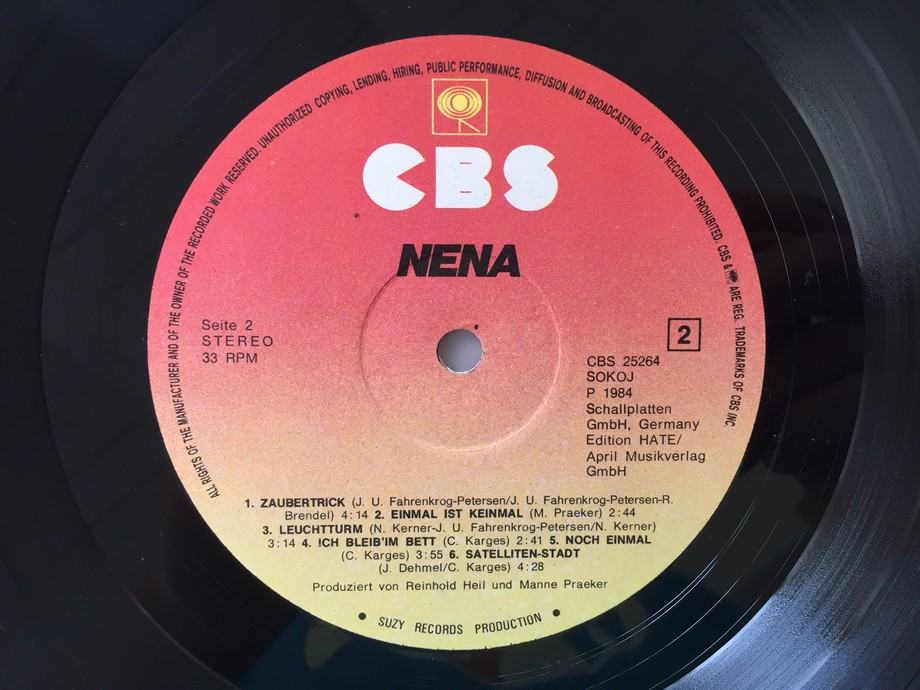 ALL RIGHTS OF THE MANUFACTURER AND OF THE OWNER OF THE RECORDED WORK RESERVED. UNAUTHORIZED COPYING, LENDING, HIRING, PUBLIC PERFORMANCE, DIFFUSION AND BROADCASTING OF THIS RECORDING PROHIBITED. CBS & ARE REG. TRADEMARKS OF CBS INC.
CBS
NENA
Seite 2
STEREO
33 RPM
2
CBS 25264
SOKOJ
P 1984
Schallplatten
GmbH, Germany
Edition HATE/
April Musikverlag
GmbH
1. ZAUBERTRICK (J. U. Fahrenkrog-Petersen/J. U. Fahrenkrog-Petersen-R.
Brendel) 4:14 2. EINMAL IST KEINMAL (M. Praeker) 2:44
3. LEUCHTTURM (N. Kerner-J. U. Fahrenkrog-Petersen/N. Kerner)
3:14 4. ICH BLEIB'IM BETT (C. Karges) 2:41 5. NOCH EINMAL
(C. Karges) 3:55 6. SATELLITEN-STADT
(J. Dehmel/C. Karges) 4:28
Produziert von Reinhold Heil und Manne Praeker
• SUZY RECORDS PRODUCTION •